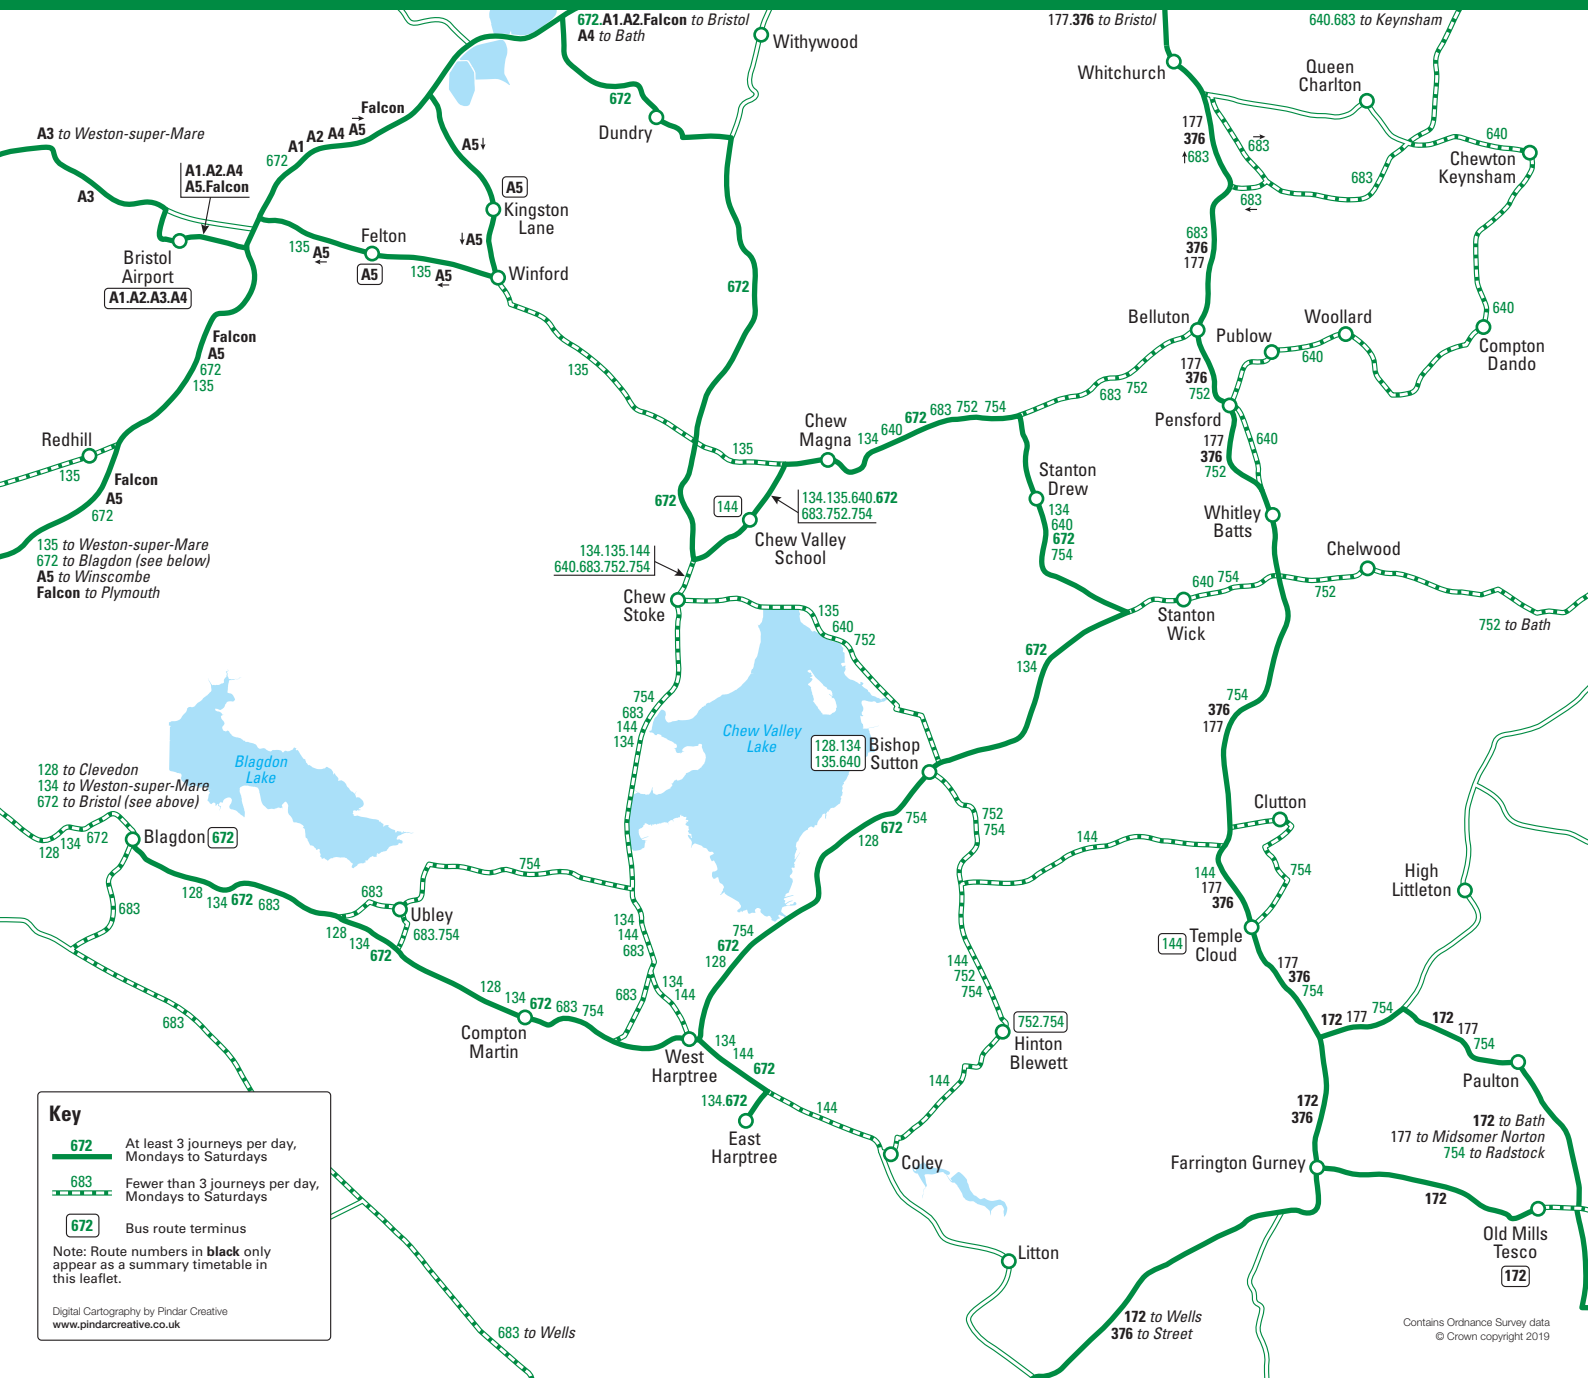 672.A1.A2.Falcon to Bristol
A4 to Bath
Withywood
177.376 to Bristol
640.683 to Keynsham
Whitchurch
Queen
Charlton
Falcon
A5
A4
A2
A1
672
672
Dundry
A3 to Weston-super-Mare
A1.A2.A4
A5.Falcon
A3
A5
A5
Kingston
Lane
A5
177
376
683
683
683
683
640
Chewton
Keynsham
Bristol
Airport
A1.A2.A3.A4
135
A5
Felton
A5
135
A5
Winford
672
683
376
177
Falcon
A5
672
135
135
Belluton
Publow
Woollard
640
640
Compton
Dando
177
376
752
683
752
Pensford
177
376
752
640
Redhill
135
Falcon
A5
672
135 to Weston-super-Mare
672 to Blagdon (see below)
A5 to Winscombe
Falcon to Plymouth
135
Chew
Magna
134
640
672
683
752
754
672
144
134.135.640.672
683.752.754
Chew Valley
School
134.135.144
640.683.752.754
Chew
Stoke
Stanton
Drew
134
640
672
754
Whitley
Batts
Chelwood
640
754
752
Stanton
Wick
752 to Bath
135
640
752
672
134
754
376
177
754
683
144
134
Chew Valley
Lake
128.134
135.640
Bishop
Sutton
Blagdon
Lake
128 to Clevedon
134 to Weston-super-Mare
672 to Bristol (see above)
128
134
672
Blagdon
672
128
134
672
683
683
683
Ubley
683.754
754
128
134
672
128
672
754
752
754
144
Clutton
754
144
177
376
144
Temple
Cloud
High
Littleton
134
144
683
754
672
128
144
752
754
177
376
754
683
128
134
672
683
754
683
134
144
Compton
Martin
West
Harptree
134
144
672
134.672
East
Harptree
144
752.754
Hinton
Blewett
144
Coley
172
177
754
172
177
754
Paulton
172
376
172 to Bath
177 to Midsomer Norton
754 to Radstock
Farrington Gurney
172
Old Mills
Tesco
172
Litton
172 to Wells
376 to Street
683 to Wells
Key
672
At least 3 journeys per day,
Mondays to Saturdays
683
Fewer than 3 journeys per day,
Mondays to Saturdays
672
Bus route terminus
Note: Route numbers in black only
appear as a summary timetable in
this leaflet.
Digital Cartography by Pindar Creative
www.pindarcreative.co.uk
Contains Ordnance Survey data
© Crown copyright 2019